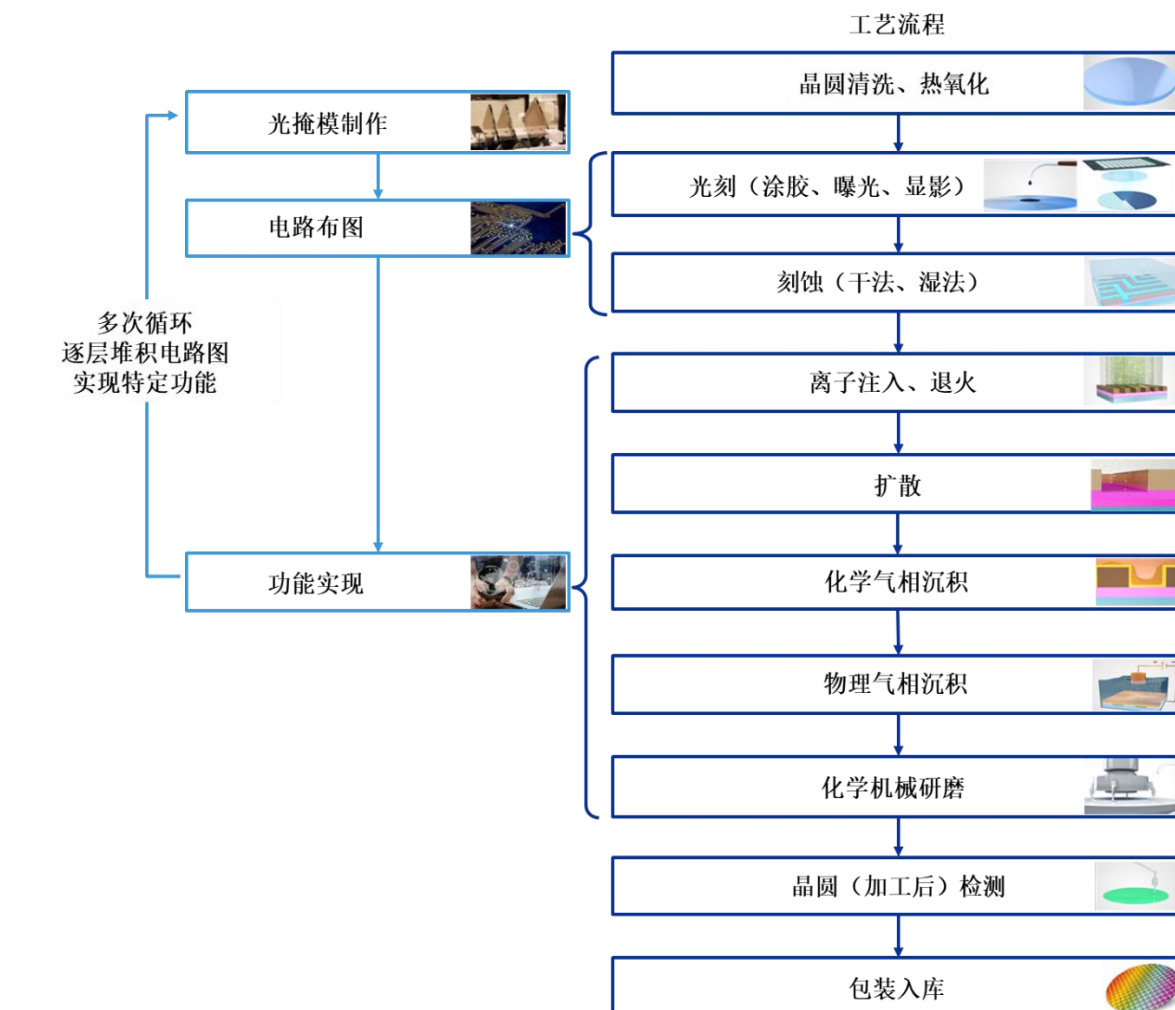 工艺流程
晶圆清洗、热氧化
光掩模制作
光刻（涂胶、曝光、显影）
电路布图
刻蚀（干法、湿法）
多次循环
逐层堆积电路图
实现特定功能
离子注入、退火
扩散
功能实现
化学气相沉积
物理气相沉积
化学机械研磨
晶圆（加工后）检测
包装入库